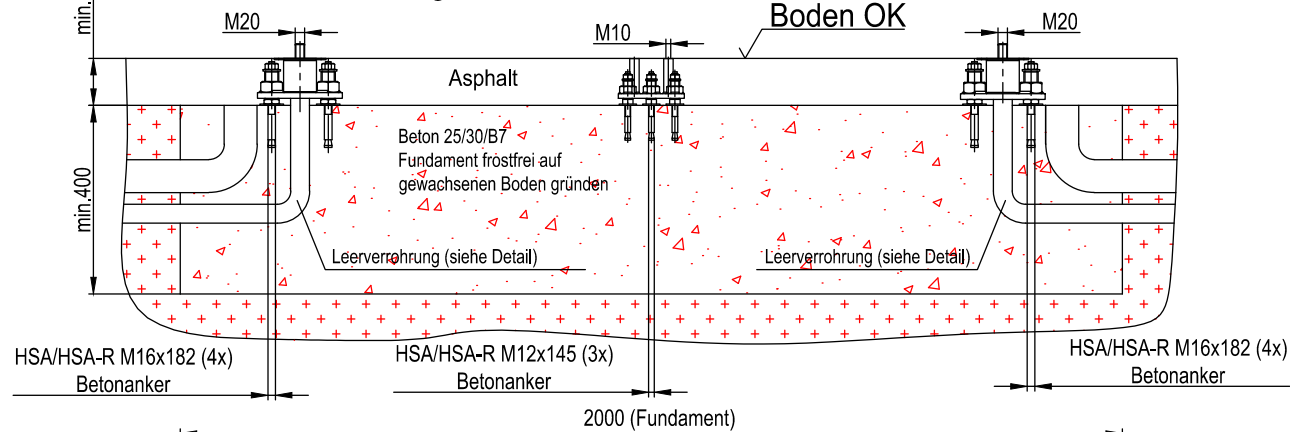 min.
M20
M10
Boden OK
M20
Asphalt
Beton 25/30/B7
Fundament frostfrei auf
gewachsenen Boden gründen
min.400
Leerverrohrung (siehe Detail)
Leerverrohrung (siehe Detail)
HSA/HSA-R M16x182 (4x)
Betonanker
HSA/HSA-R M12x145 (3x)
Betonanker
HSA/HSA-R M16x182 (4x)
Betonanker
2000 (Fundament)